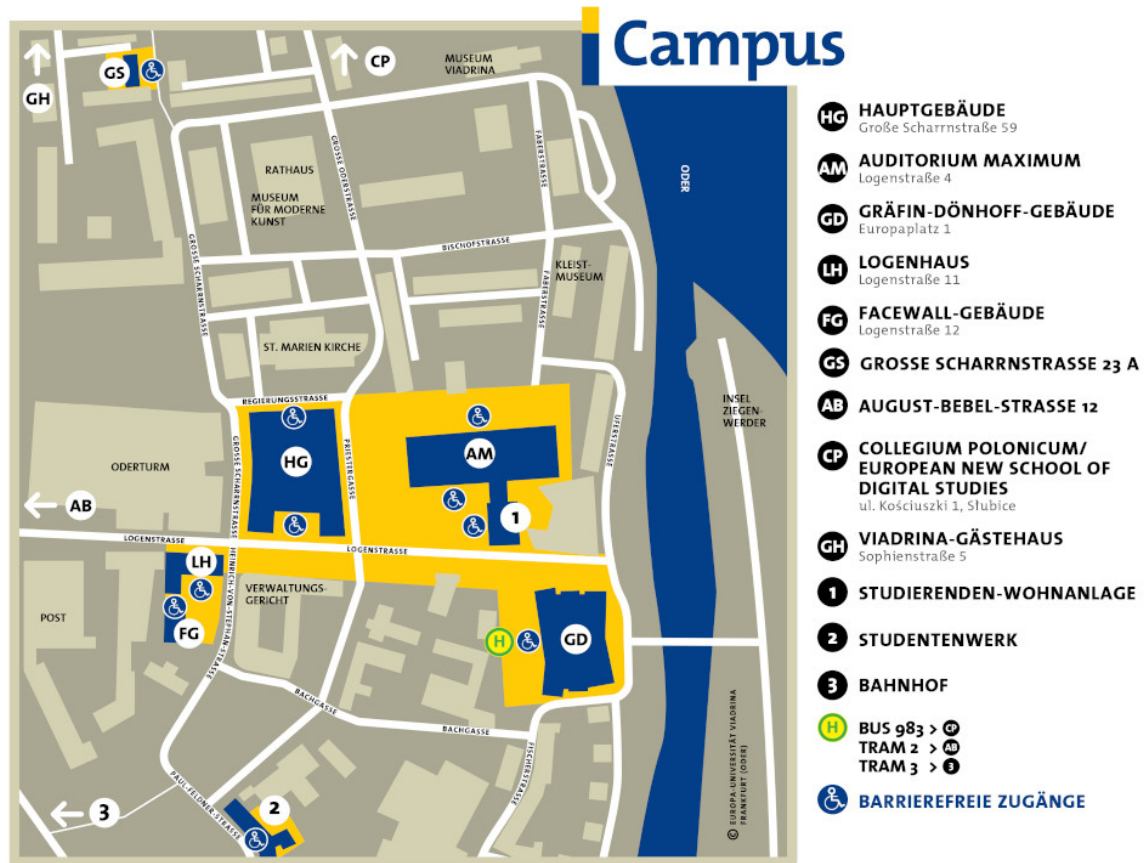 Campus
GH
GS
CP
MUSEUM
VIADRINA
RATHAUS
MUSEUM
FÜR MODERNE
KUNST
GROSSE ODERSTRASSE
FABERSTRASSE
ODER
GROSSE SCHARRNSTRASSE
BISCHOFSTRASSE
KLEIST-
MUSEUM
FABERSTRASSE
ST. MARIEN KIRCHE
REGIERUNGSSTRASSE
INSEL
ZIEGEN-
WERDER
UFERSTRASSE
PRIESTERGASSE
GROSSE SCHARRNSTRASSE
HG
AM
ODERTURM
AB
1
LOGENSTRASSE
LOGENSTRASSE
LH
HEINRICH-VON-STEPHAN-STRASSE
VERWALTUNGS-
GERICHT
POST
FG
H
GD
BACHGASSE
BACHGASSE
FISCHERSTRASSE
PAUL-FELDNER-STRASSE
3
2
© EUROPA-UNIVERSITÄT VIADRINA
FRANKFURT (ODER)
HG HAUPTGEBÄUDE
Große Scharrnstraße 59
AM AUDITORIUM MAXIMUM
Logenstraße 4
GD GRÄFIN-DÖNHOFF-GEBÄUDE
Europaplatz 1
LH LOGENHAUS
Logenstraße 11
FG FACEWALL-GEBÄUDE
Logenstraße 12
GS GROSSE SCHARRNSTRASSE 23 A
AB AUGUST-BEBEL-STRASSE 12
CP COLLEGIUM POLONICUM/
EUROPEAN NEW SCHOOL OF
DIGITAL STUDIES
ul. Kościuszki 1, Słubice
GH VIADRINA-GÄSTEHAUS
Sophienstraße 5
1 STUDIERENDEN-WOHNANLAGE
2 STUDENTENWERK
3 BAHNHOF
H BUS 983 > CP
TRAM 2 > AB
TRAM 3 > 3
BARRIEREFREIE ZUGÄNGE